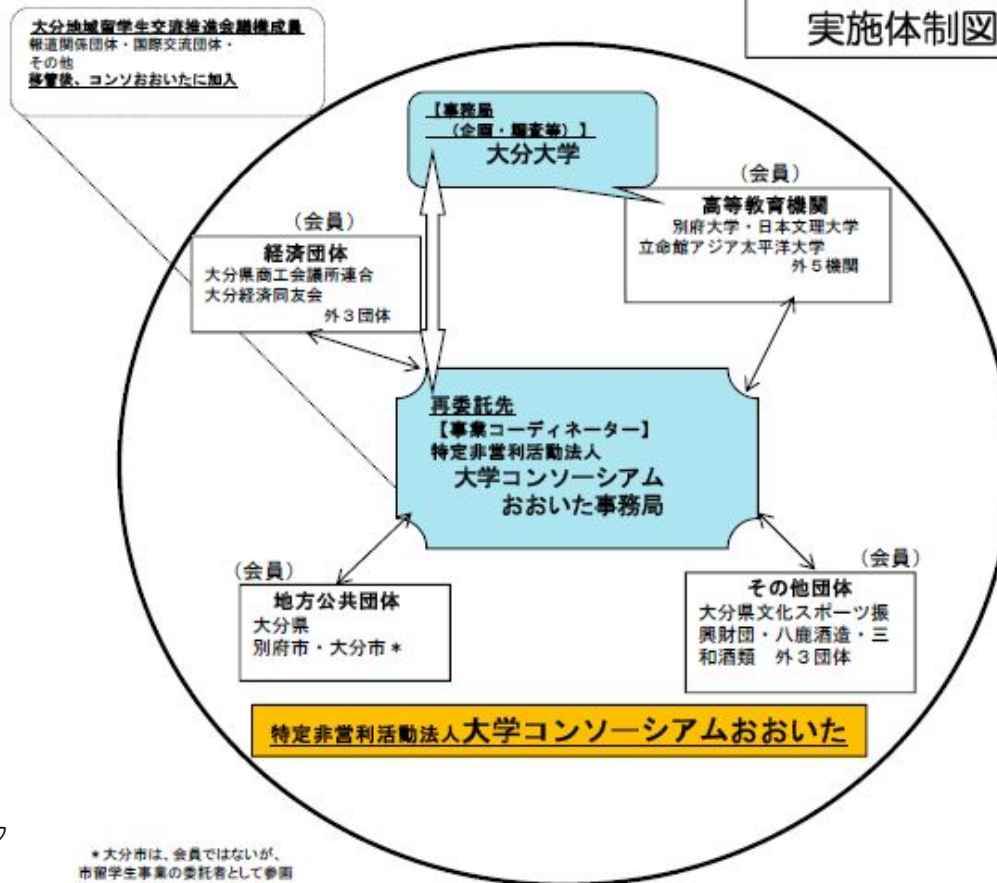 実施体制図
大分地域留学生交流推進会議構成員
報道関係団体・国際交流団体・
その他
移管後、コンソおおいたに加入
【事務局
（企画・調査等）】
大分大学
（会員）
高等教育機関
別府大学・日本文理大学
立命館アジア太平洋大学
外５機関
（会員）
経済団体
大分県商工会議所連合
大分経済同友会
外３団体
再委託先
【事業コーディネーター】
特定非営利活動法人
大学コンソーシアム
おおいた事務局
（会員）
地方公共団体
大分県
別府市・大分市＊
（会員）
その他団体
大分県文化スポーツ振
興財団・八鹿酒造・三
和酒類　外３団体
特定非営利活動法人大学コンソーシアムおおいた
＊大分市は、会員ではないが、
市留学生事業の委託者として参画